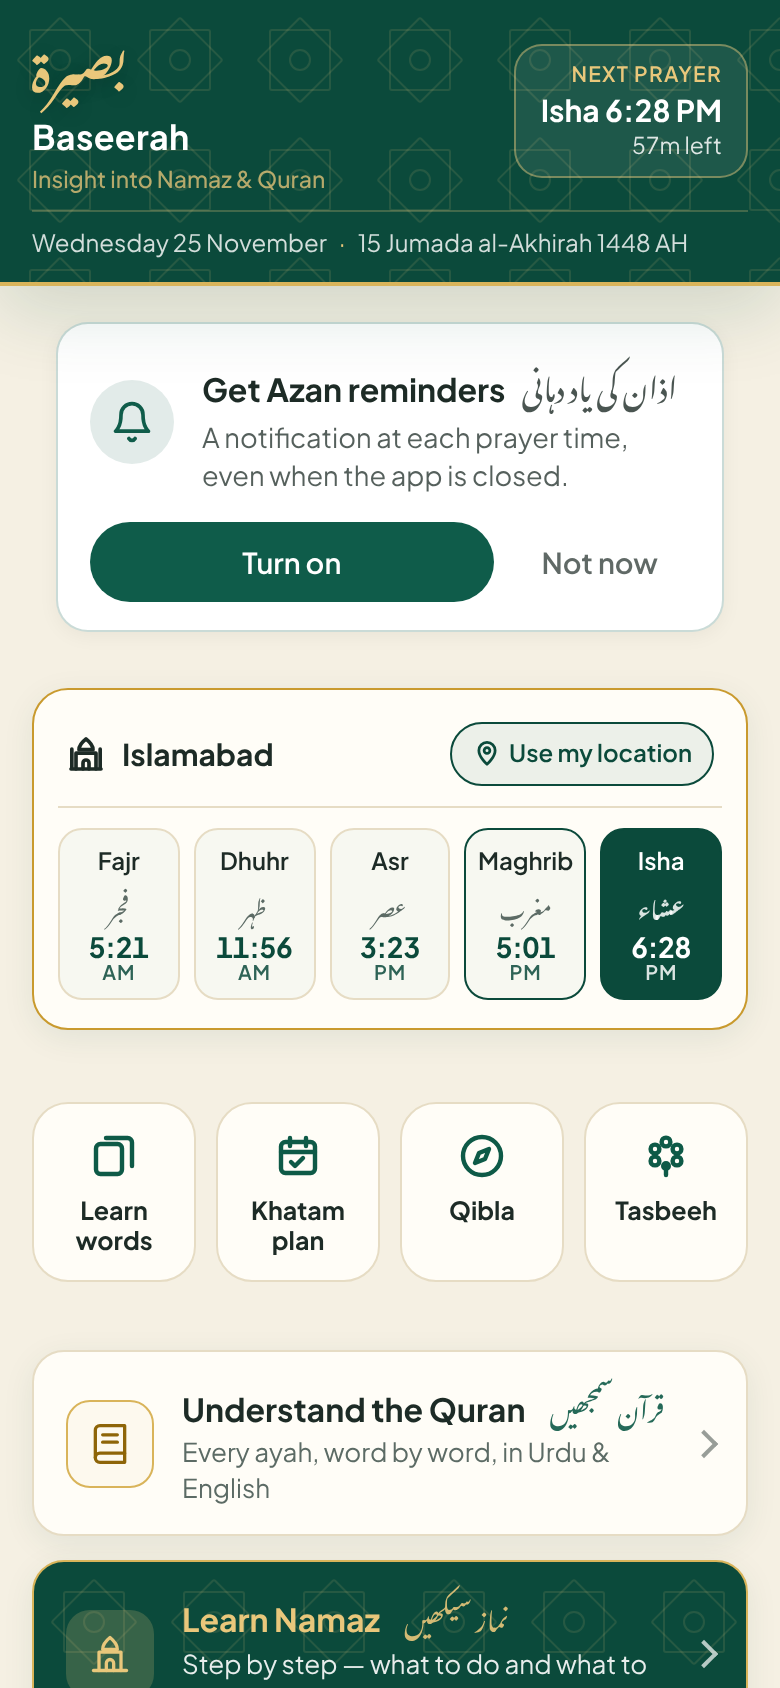 بصيرة
Baseerah
Insight into Namaz & Quran
NEXT PRAYER
Isha 6:28 PM
57m left
Wednesday 25 November · 15 Jumada al-Akhirah 1448 AH
Get Azan reminders اذان کی یاد دہانی
A notification at each prayer time,
even when the app is closed.
Turn on
Not now
Islamabad
Use my location
Fajr
فجر
5:21
AM
Dhuhr
ظہر
11:56
AM
Asr
عصر
3:23
PM
Maghrib
مغرب
5:01
PM
Isha
عشاء
6:28
PM
Learn
words
Khatam
plan
Qibla
Tasbeeh
Understand the Quran قرآن سمجھیں
Every ayah, word by word, in Urdu &
English
Learn Namaz نماز سیکھیں
Step by step — what to do and what to